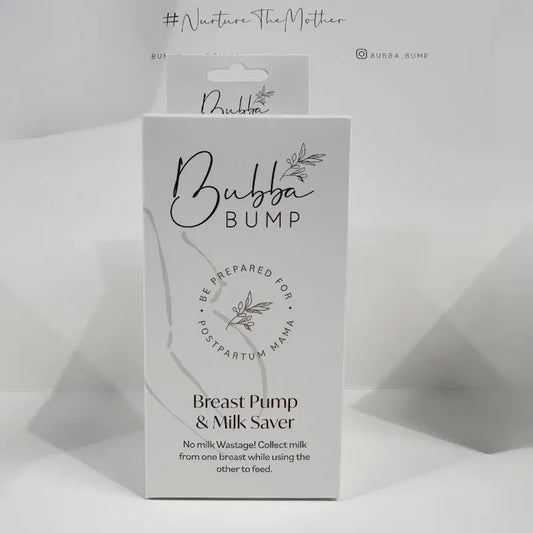 #NurtureTheMother
BUBBA_BUMP
Bubba
Bubba
BUMP
BE PREPARED FOR
• POSTPARTUM MAMA •
Breast Pump
& Milk Saver
No milk Wastage! Collect milk
from one breast while using the
other to feed.